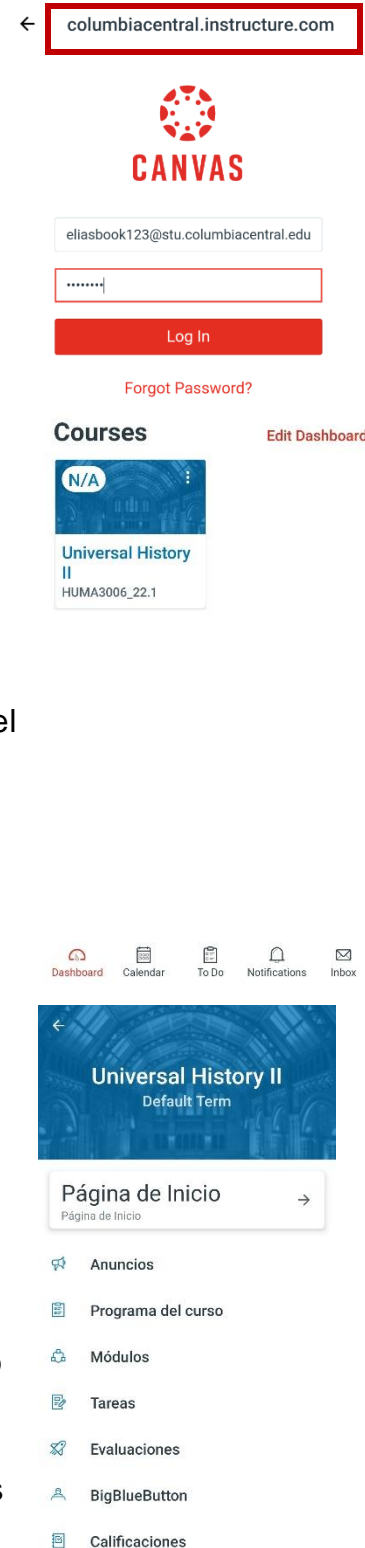 columbiacentral.instructure.com
CANVAS
eliasbook123@stu.columbiacentral.edu
Log In
Forgot Password?
Courses Edit Dashboard
N/A
Universal History
II
HUMA3006_22.1
el
Dashboard Calendar To Do Notifications Inbox
Universal History II
Default Term
Página de Inicio
Página de Inicio
Anuncios
Programa del curso
Módulos
Tareas
Evaluaciones
s
BigBlueButton
Calificaciones